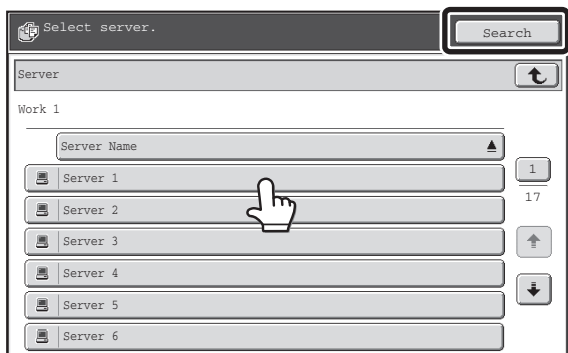 Select server.
Search
Server
Work 1
Server Name
Server 1
1
17
Server 2
Server 3
Server 4
Server 5
Server 6